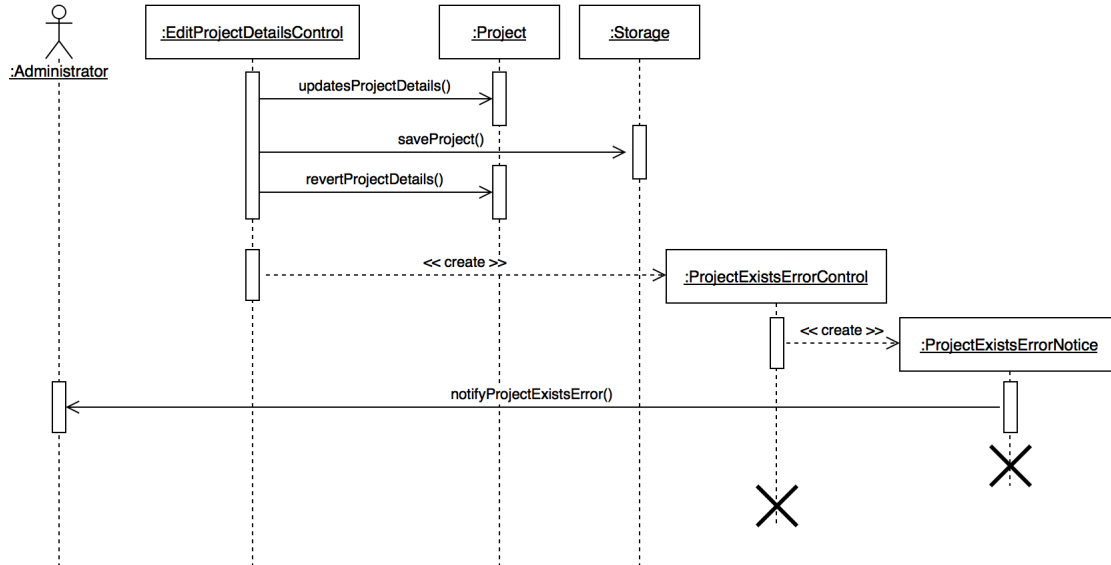 :EditProjectDetailsControl
:Project
:Storage
:Administrator
updatesProjectDetails()
saveProject()
revertProjectDetails()
<< create >>
:ProjectExistsErrorControl
<< create >>
:ProjectExistsErrorNotice
notifyProjectExistsError()